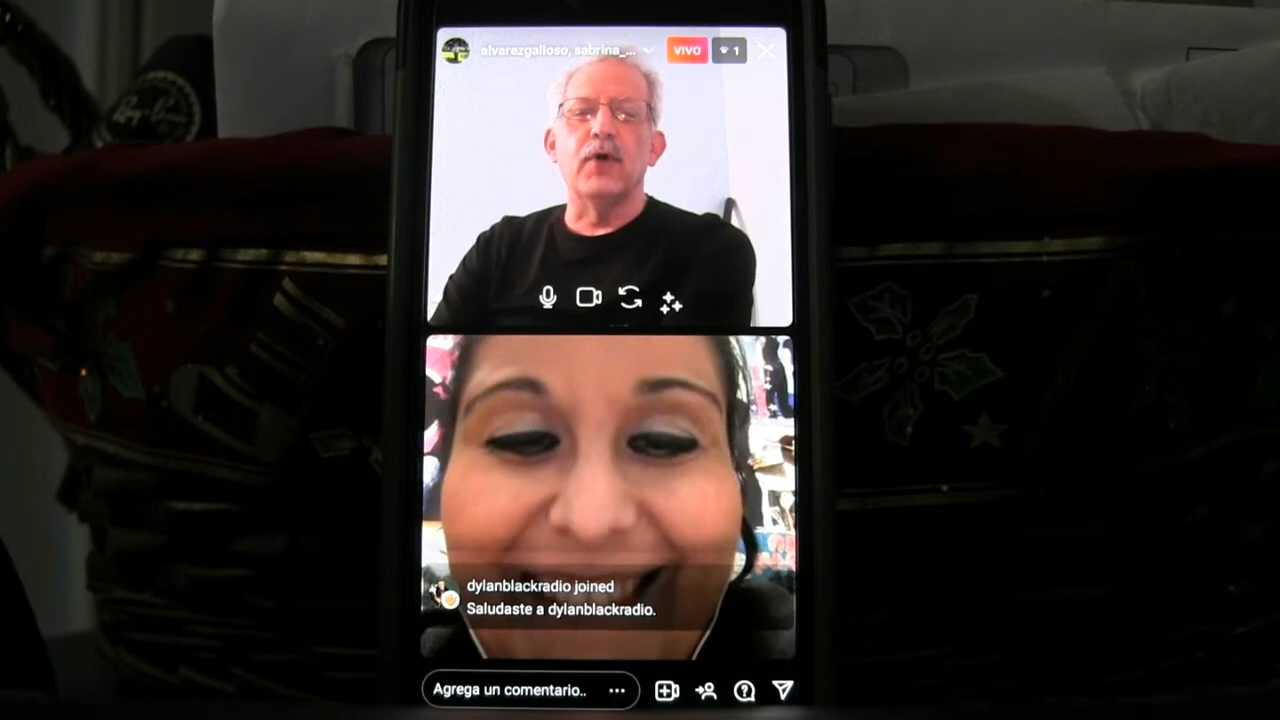 alvarezgalloso, sabrina_...
VIVO
1
dylanblackradio joined
Saludaste a dylanblackradio.
Agrega un comentario..